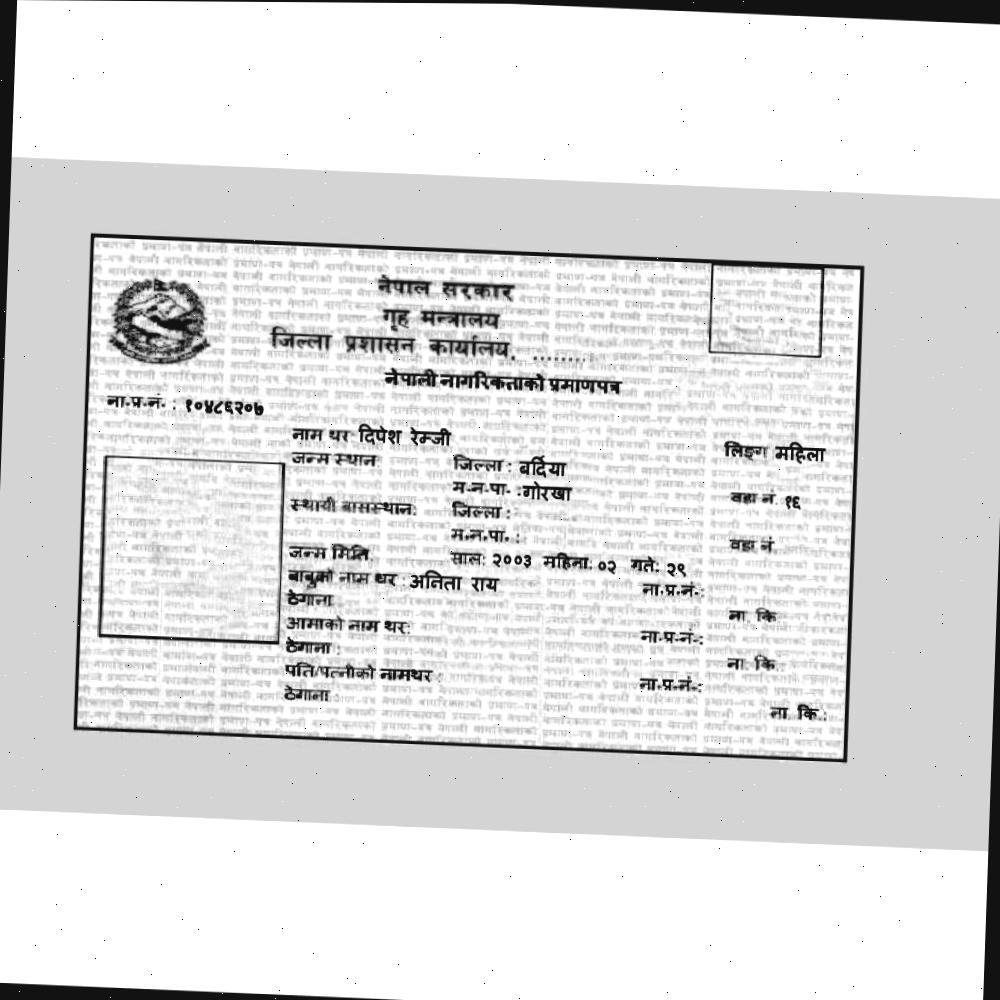 नेपाल सरकार
गृह मन्त्रालय
जिल्ला प्रशासन कार्यालय, .........
नेपाली नागरिकताको प्रमाणपत्र
ना.प्र.नं. : १०४८६२०७
नाम थर दिपेश रेम्जी लिङ्ग महिला
जन्म स्थान: जिल्ला : बर्दिया
म.न.पा. :गोरखा वडा नं. १६
स्थायी बासस्थान: जिल्ला :
म.न.पा. : वडा नं
जन्म मिति: साल: २००३ महिना: ०२ गते: २९
बाबुको नाम थर : अनिता राय ना.प्र.नं.:
ठेगाना ना. कि
आमाको नाम थर: ना.प्र.नं.:
ठेगाना : ना. कि.:
पति/पत्नीको नामथर : ना.प्र.नं.:
ठेगाना ना. कि.: